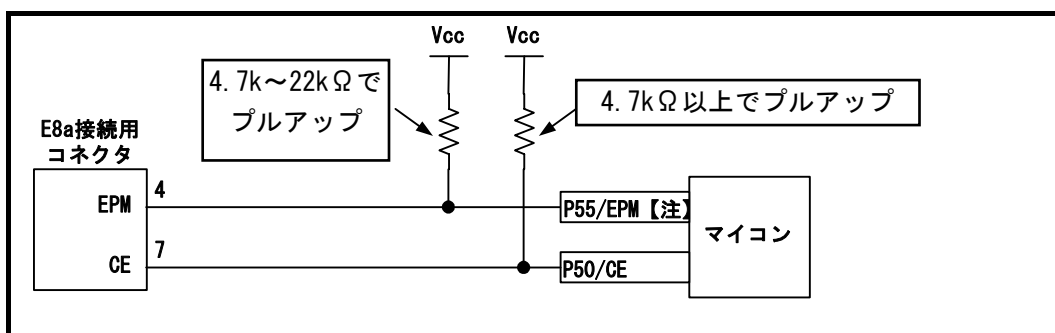 Vcc Vcc
4.7k～22kΩで
プルアップ
4.7kΩ以上でプルアップ
E8a接続用
コネクタ
EPM 4
CE 7
P55/EPM【注】
P50/CE
マイコン